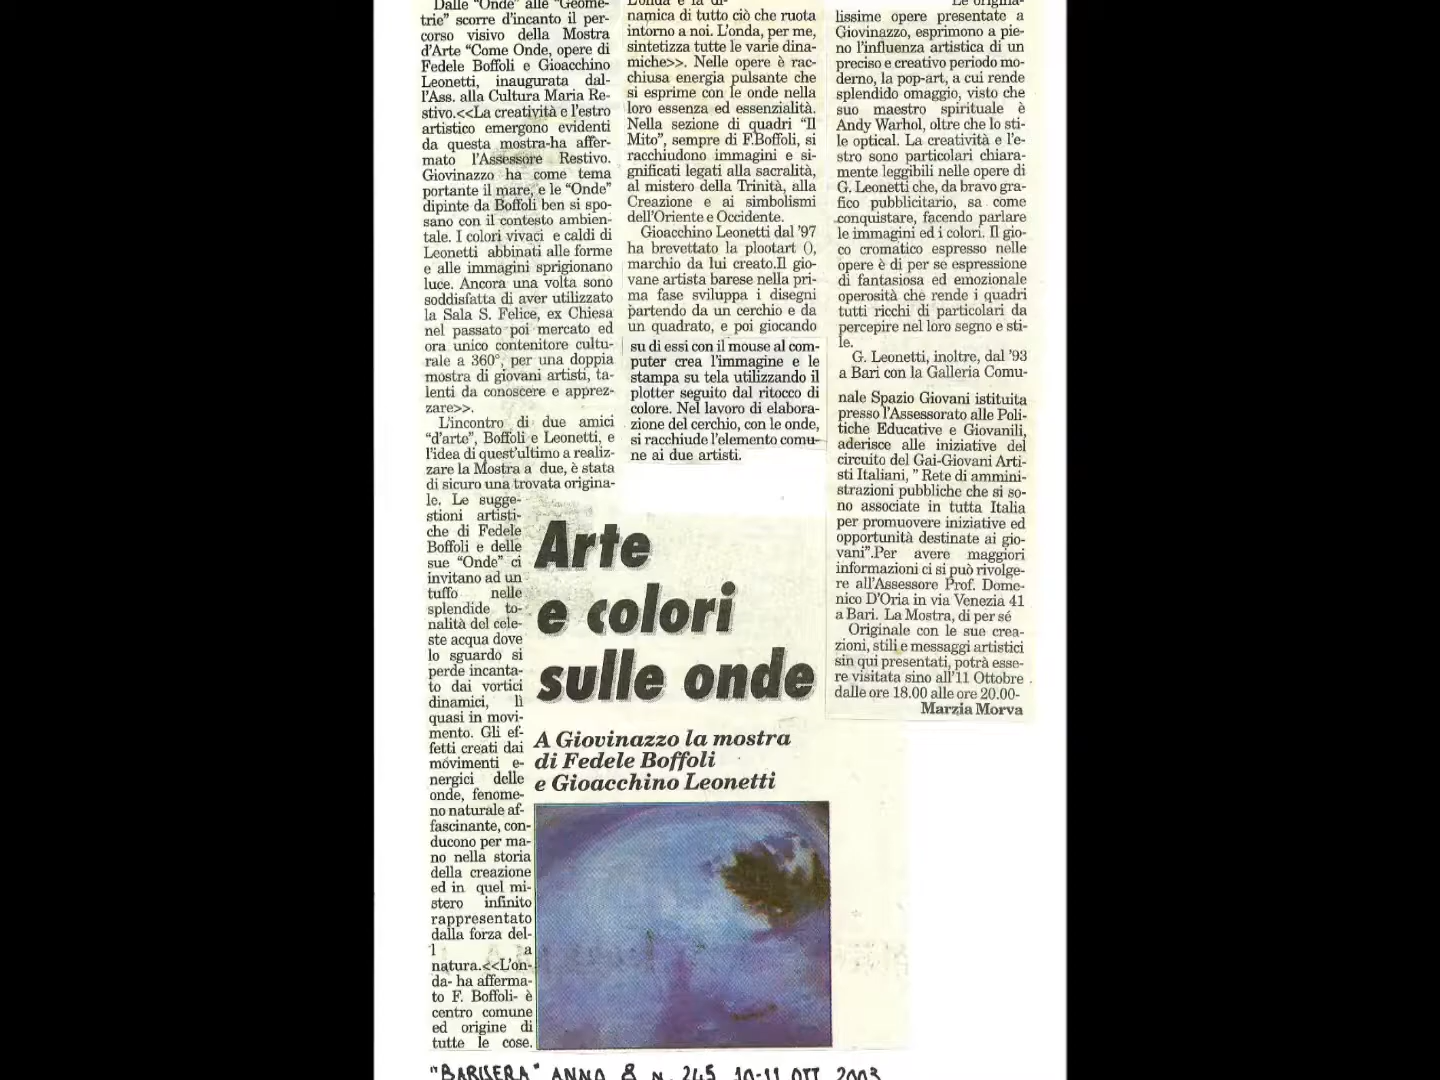 Dalle "Onde" alle "Geome-
trie" scorre d'incanto il per-
corso visivo della Mostra
d'Arte "Come Onde, opere di
Fedele Boffoli e Gioacchino
Leonetti, inaugurata dal-
l'Ass. alla Cultura Maria Re-
stivo.<<La creatività e l'estro
artistico emergono evidenti
da questa mostra-ha affer-
mato l'Assessore Restivo.
Giovinazzo ha come tema
portante il mare, e le "Onde"
dipinte da Boffoli ben si spo-
sano con il contesto ambien-
tale. I colori vivaci e caldi di
Leonetti abbinati alle forme
e alle immagini sprigionano
luce. Ancora una volta sono
soddisfatta di aver utilizzato
la Sala S. Felice, ex Chiesa
nel passato poi mercato ed
ora unico contenitore cultu-
rale a 360°, per una doppia
mostra di giovani artisti, ta-
lenti da conoscere e apprez-
zare>>.
L'incontro di due amici
"d'arte", Boffoli e Leonetti, e
l'idea di quest'ultimo a realiz-
zare la Mostra a due, è stata
di sicuro una trovata origina-
le. Le sugge-
stioni artisti-
che di Fedele
Boffoli e delle
sue "Onde" ci
invitano ad un
tuffo nelle
splendide to-
nalità del cele-
ste acqua dove
lo sguardo si
perde incanta-
to dai vortici
dinamici, lì
quasi in movi-
mento. Gli ef-
fetti creati dai
movimenti e-
nergici delle
onde, fenome-
no naturale af-
fascinante, con-
ducono per ma-
no nella storia
della creazione
ed in quel mi-
stero infinito
rappresentato
dalla forza del-
l a
natura.<<L'on-
da- ha afferma-
to F. Boffoli- è
centro comune
ed origine di
tutte le cose.
L'onda è la di-
namica di tutto ciò che ruota
intorno a noi. L'onda, per me,
sintetizza tutte le varie dina-
miche>>. Nelle opere è rac-
chiusa energia pulsante che
si esprime con le onde nella
loro essenza ed essenzialità.
Nella sezione di quadri "Il
Mito", sempre di F.Boffoli, si
racchiudono immagini e si-
gnificati legati alla sacralità,
al mistero della Trinità, alla
Creazione e ai simbolismi
dell'Oriente e Occidente.
Gioacchino Leonetti dal '97
ha brevettato la plootart (),
marchio da lui creato.Il gio-
vane artista barese nella pri-
ma fase sviluppa i disegni
partendo da un cerchio e da
un quadrato, e poi giocando
su di essi con il mouse al com-
puter crea l'immagine e le
stampa su tela utilizzando il
plotter seguito dal ritocco di
colore. Nel lavoro di elabora-
zione del cerchio, con le onde,
si racchiude l'elemento comu-
ne ai due artisti.
Le origina-
lissime opere presentate a
Giovinazzo, esprimono a pie-
no l'influenza artistica di un
preciso e creativo periodo mo-
derno, la pop-art, a cui rende
splendido omaggio, visto che
suo maestro spirituale è
Andy Warhol, oltre che lo sti-
le optical. La creatività e l'e-
stro sono particolari chiara-
mente leggibili nelle opere di
G. Leonetti che, da bravo gra-
fico pubblicitario, sa come
conquistare, facendo parlare
le immagini ed i colori. Il gio-
co cromatico espresso nelle
opere è di per se espressione
di fantasiosa ed emozionale
operosità che rende i quadri
tutti ricchi di particolari da
percepire nel loro segno e sti-
le.
G. Leonetti, inoltre, dal '93
a Bari con la Galleria Comu-
nale Spazio Giovani istituita
presso l'Assessorato alle Poli-
tiche Educative e Giovanili,
aderisce alle iniziative del
circuito del Gai-Giovani Arti-
sti Italiani, " Rete di ammini-
strazioni pubbliche che si so-
no associate in tutta Italia
per promuovere iniziative ed
opportunità destinate ai gio-
vani".Per avere maggiori
informazioni ci si può rivolge-
re all'Assessore Prof. Dome-
nico D'Oria in via Venezia 41
a Bari. La Mostra, di per sé
Originale con le sue crea-
zioni, stili e messaggi artistici
sin qui presentati, potrà esse-
re visitata sino all'11 Ottobre
dalle ore 18.00 alle ore 20.00-
Marzia Morva
Arte
e colori
sulle onde
A Giovinazzo la mostra
di Fedele Boffoli
e Gioacchino Leonetti
"BARISERA" ANNO 8 N. 245 10-11 OTT. 2003